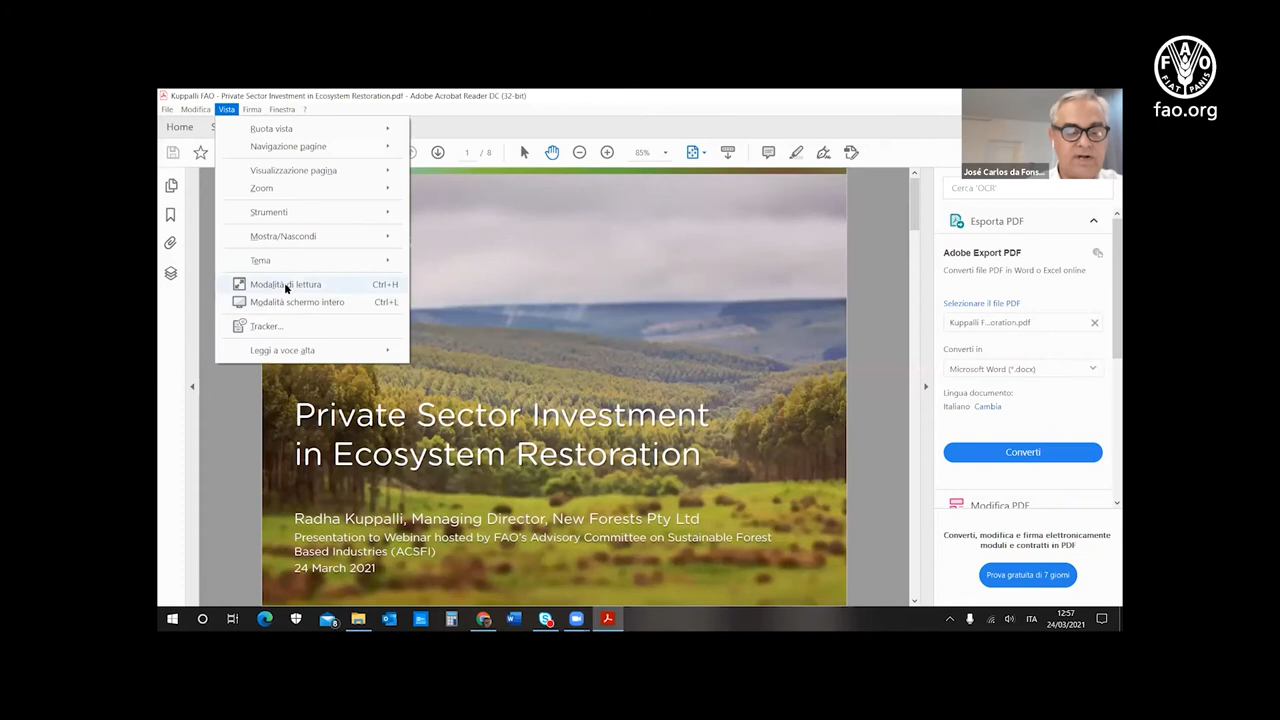 FAO
FIAT PANIS
fao.org
Kuppalli FAO - Private Sector Investment in Ecosystem Restoration.pdf - Adobe Acrobat Reader DC (32-bit)
File Modifica Vista Firma Finestra ?
Home S
Ruota vista
Navigazione pagine
Visualizzazione pagina
Zoom
Strumenti
Mostra/Nascondi
Tema
Modalità di lettura Ctrl+H
Modalità schermo intero Ctrl+L
Tracker...
Leggi a voce alta
1 / 8 85%
José Carlos da Fons...
Cerca 'OCR'
Esporta PDF
Adobe Export PDF
Converti file PDF in Word o Excel online
Selezionare il file PDF
Kuppalli F...oration.pdf
Converti in
Microsoft Word (*.docx)
Lingua documento:
Italiano Cambia
Converti
Modifica PDF
Converti, modifica e firma elettronicamente
moduli e contratti in PDF
Prova gratuita di 7 giorni
Private Sector Investment
in Ecosystem Restoration
Radha Kuppalli, Managing Director, New Forests Pty Ltd
Presentation to Webinar hosted by FAO's Advisory Committee on Sustainable Forest
Based Industries (ACSFI)
24 March 2021
ITA
12:57
24/03/2021